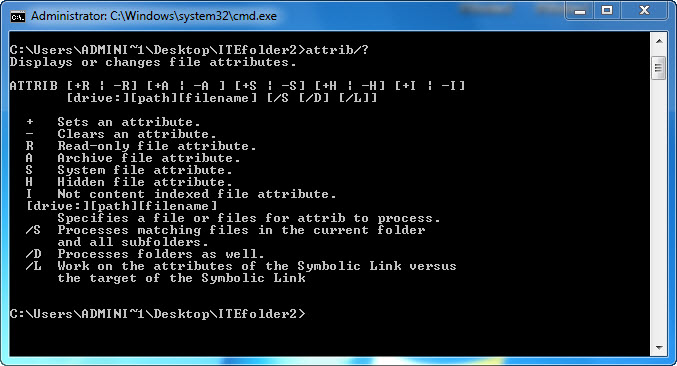 Administrator: C:\Windows\system32\cmd.exe
C:\Users\ADMINI~1\Desktop\ITEfolder2>attrib/?
Displays or changes file attributes.
ATTRIB [+R ¦ -R] [+A ¦ -A ] [+S ¦ -S] [+H ¦ -H] [+I ¦ -I]
       [drive:][path][filename] [/S [/D] [/L]]
  +   Sets an attribute.
  -   Clears an attribute.
  R   Read-only file attribute.
  A   Archive file attribute.
  S   System file attribute.
  H   Hidden file attribute.
  I   Not content indexed file attribute.
  [drive:][path][filename]
      Specifies a file or files for attrib to process.
  /S  Processes matching files in the current folder
      and all subfolders.
  /D  Processes folders as well.
  /L  Work on the attributes of the Symbolic Link versus
      the target of the Symbolic Link
C:\Users\ADMINI~1\Desktop\ITEfolder2>